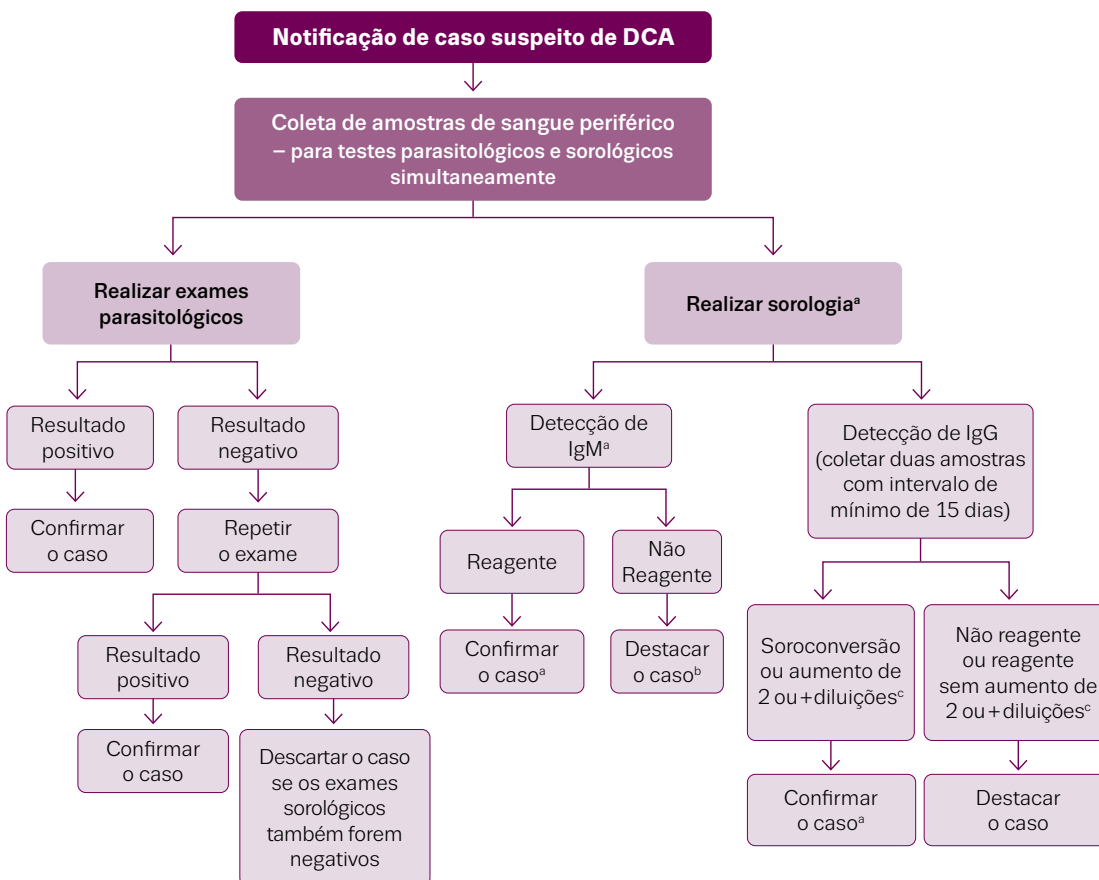 Notificação de caso suspeito de DCA
Coleta de amostras de sangue periférico
– para testes parasitológicos e sorológicos
simultaneamente
Realizar exames
parasitológicos
Resultado
positivo
Confirmar
o caso
Resultado
negativo
Repetir
o exame
Resultado
positivo
Confirmar
o caso
Resultado
negativo
Descartar o caso
se os exames
sorológicos
também forem
negativos
Realizar sorologiaᵃ
Detecção de
IgMᵃ
Reagente
Confirmar
o casoᵃ
Não
Reagente
Destacar
o casoᵇ
Detecção de IgG
(coletar duas amostras
com intervalo de
mínimo de 15 dias)
Soroconversão
ou aumento de
2 ou+diluiçõesᶜ
Confirmar
o casoᵃ
Não reagente
ou reagente
sem aumento de
2 ou+diluiçõesᶜ
Destacar
o caso